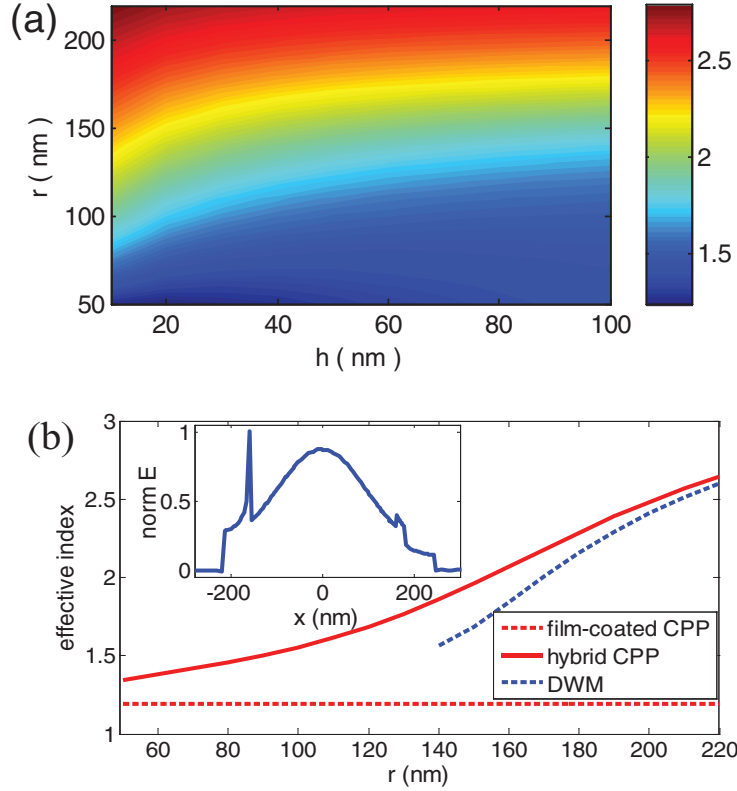 (a)
200
150
100
50
r ( nm )
20
40
60
80
100
h ( nm )
2.5
2
1.5
(b)
3
2.5
2
1.5
1
effective index
60
80
100
120
140
160
180
200
220
r (nm)
1
0.5
0
norm E
-200
0
200
x (nm)
film-coated CPP
hybrid CPP
DWM